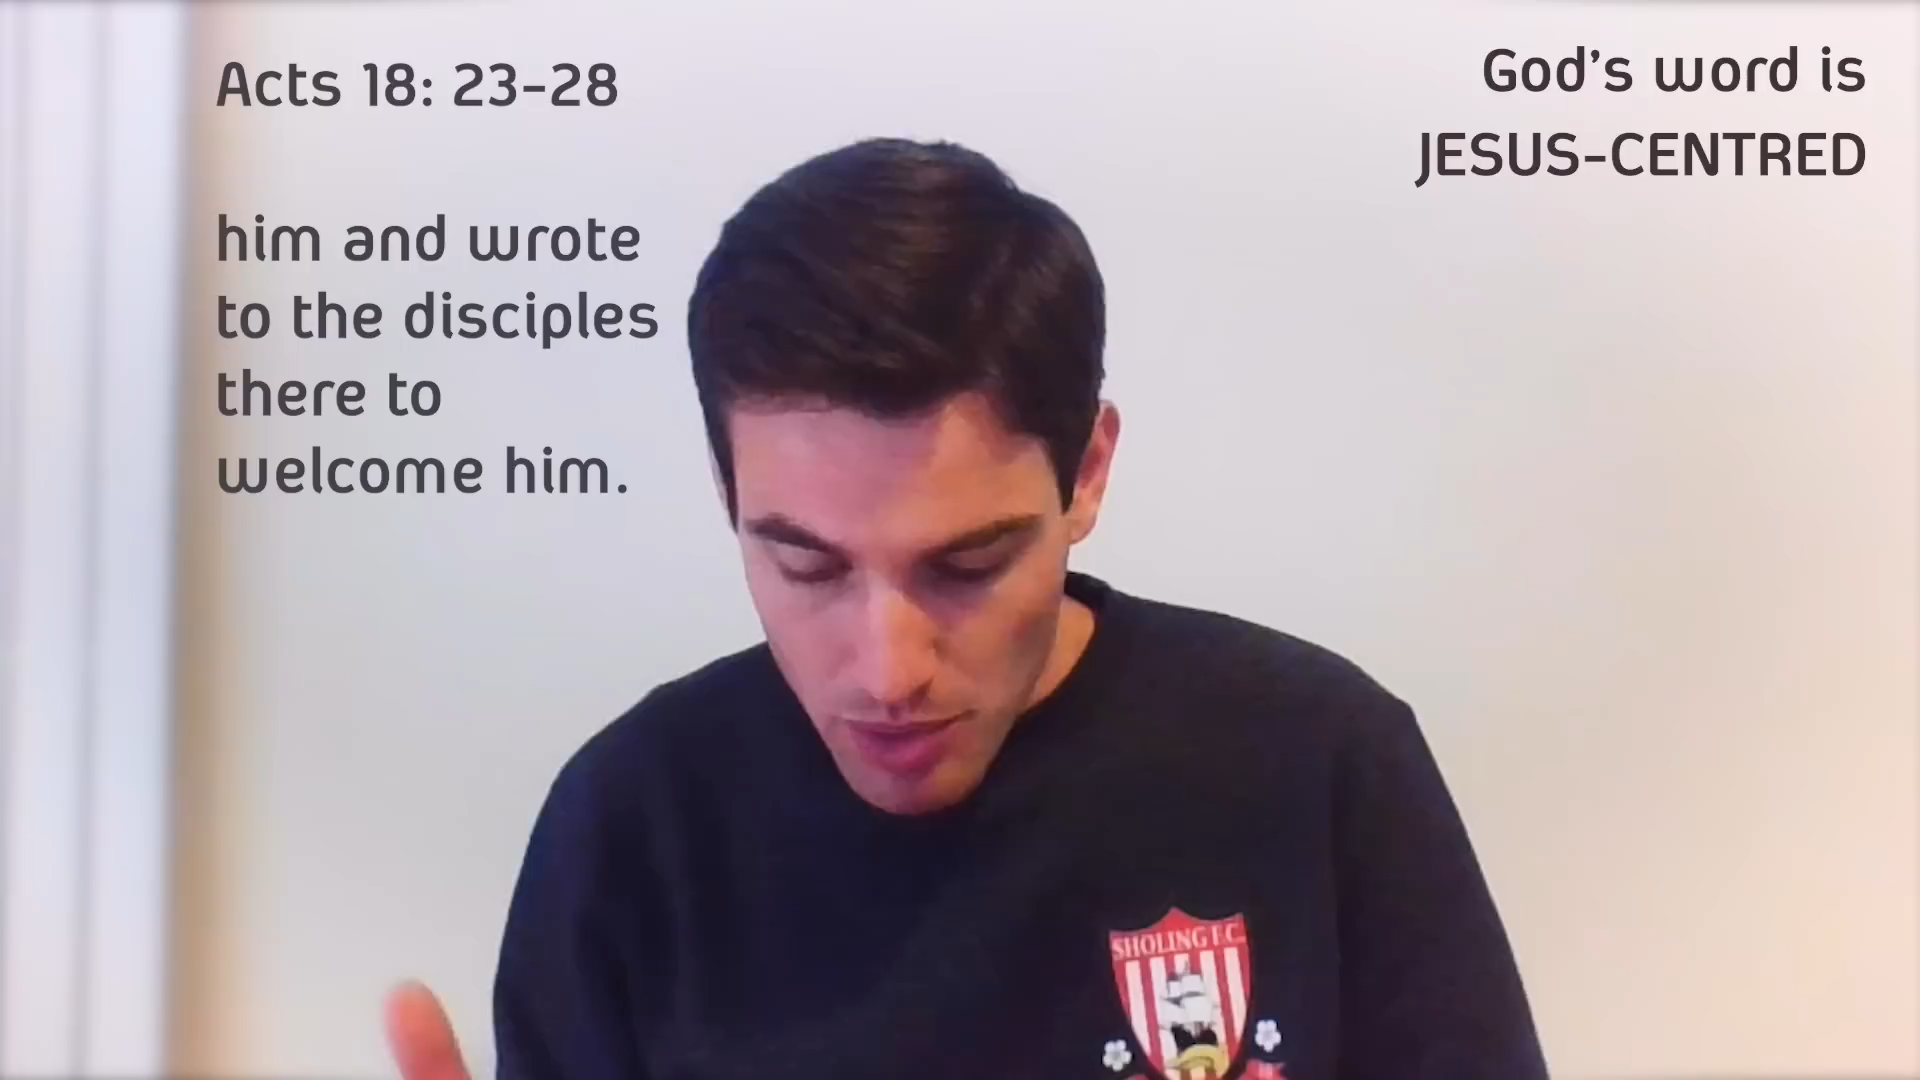 Acts 18: 23-28
him and wrote
to the disciples
there to
welcome him.
God's word is
JESUS-CENTRED
SHOLING F.C.